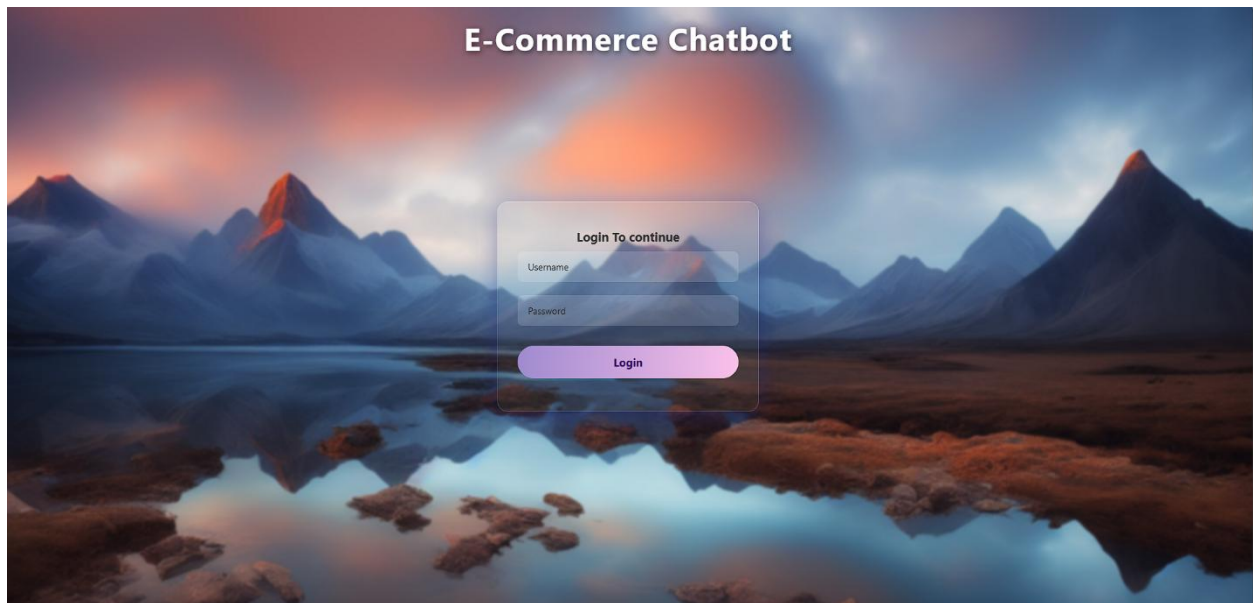 E-Commerce Chatbot
Login To continue
Username
Password
Login